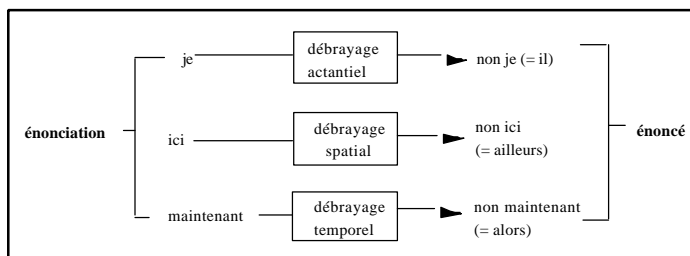 je
débrayage
actantiel
non je (= il)
énonciation
ici
débrayage
spatial
non ici
(= ailleurs)
énoncé
maintenant
débrayage
temporel
non maintenant
(= alors)